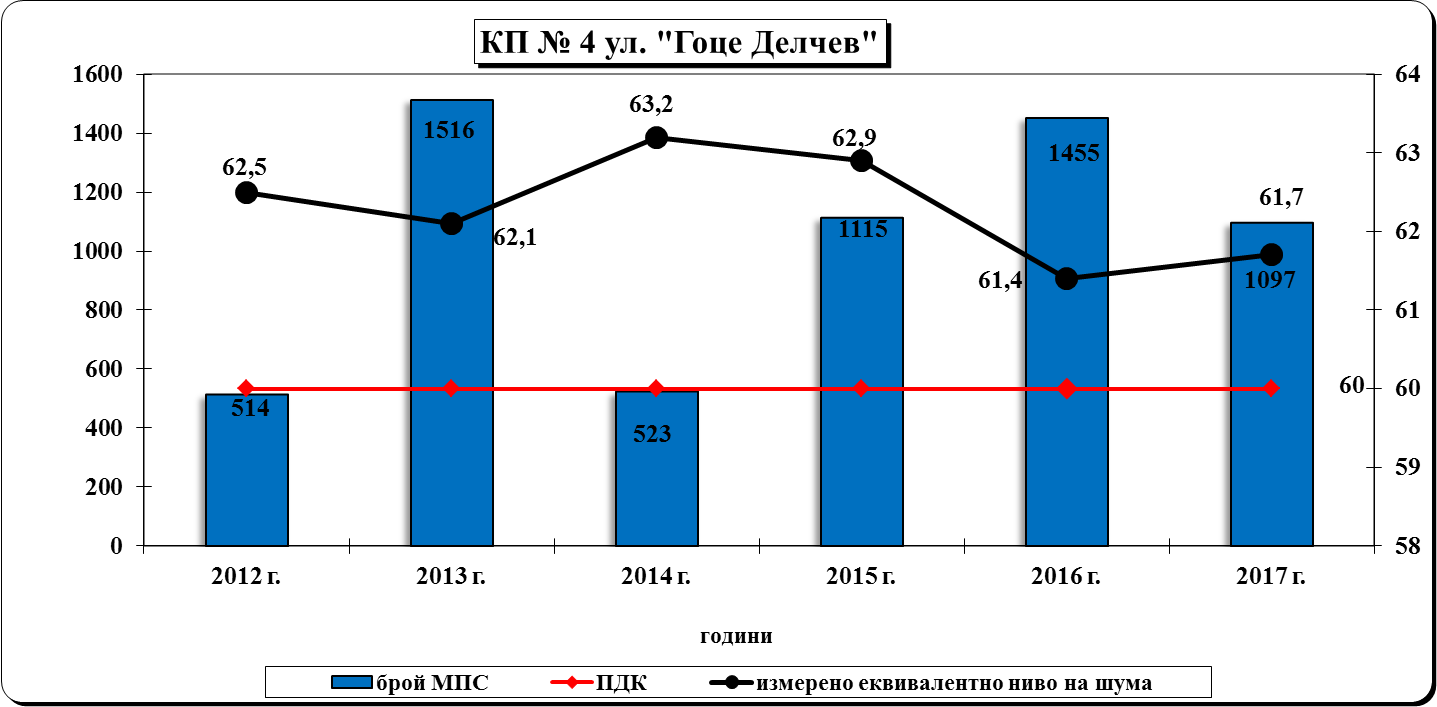 КП № 4 ул. "Гоце Делчев"
1600
1400
1200
1000
800
600
400
200
0
64
63
62
61
60
59
58
62,5
62,1
63,2
62,9
61,4
61,7
514
1516
523
1115
1455
1097
60
2012 г.
2013 г.
2014 г.
2015 г.
2016 г.
2017 г.
години
брой МПС
ПДК
измерено еквивалентно ниво на шума